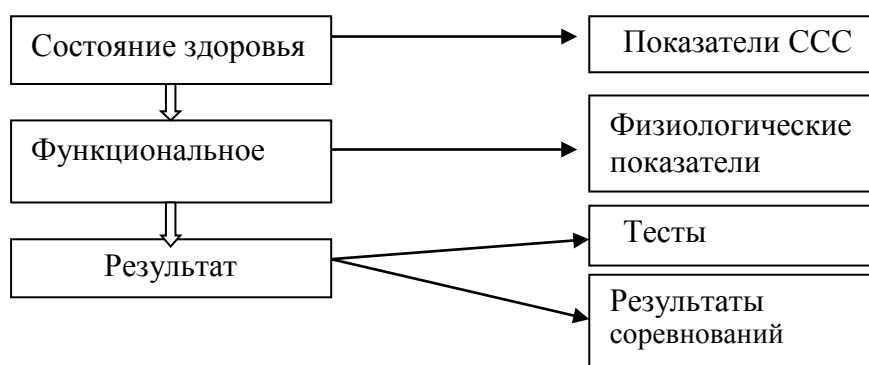 Состояние здоровья
Показатели ССС
Функциональное
Физиологические
показатели
Результат
Тесты
Результаты
соревнований